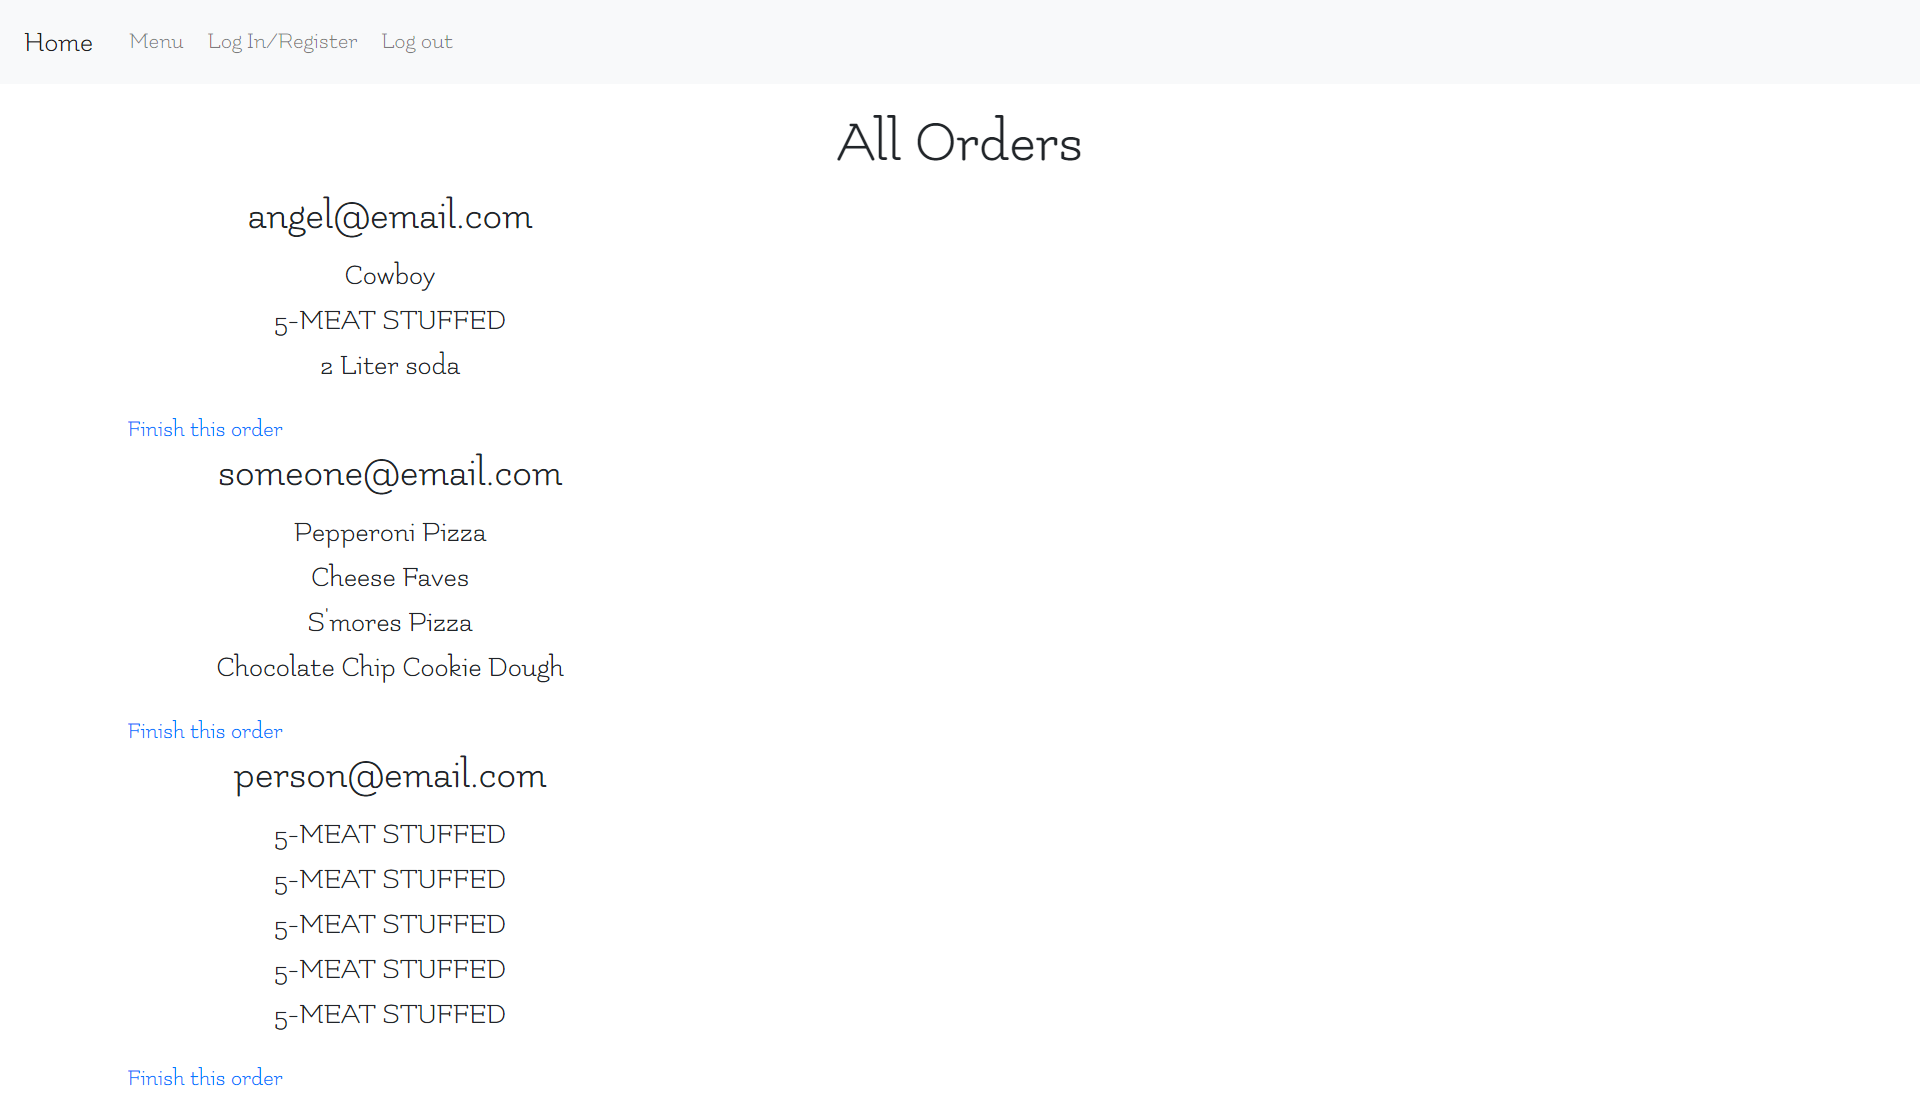 Home Menu Log In/Register Log out
All Orders
angel@email.com
Cowboy
5-MEAT STUFFED
2 Liter soda
Finish this order
someone@email.com
Pepperoni Pizza
Cheese Faves
S'mores Pizza
Chocolate Chip Cookie Dough
Finish this order
person@email.com
5-MEAT STUFFED
5-MEAT STUFFED
5-MEAT STUFFED
5-MEAT STUFFED
5-MEAT STUFFED
Finish this order